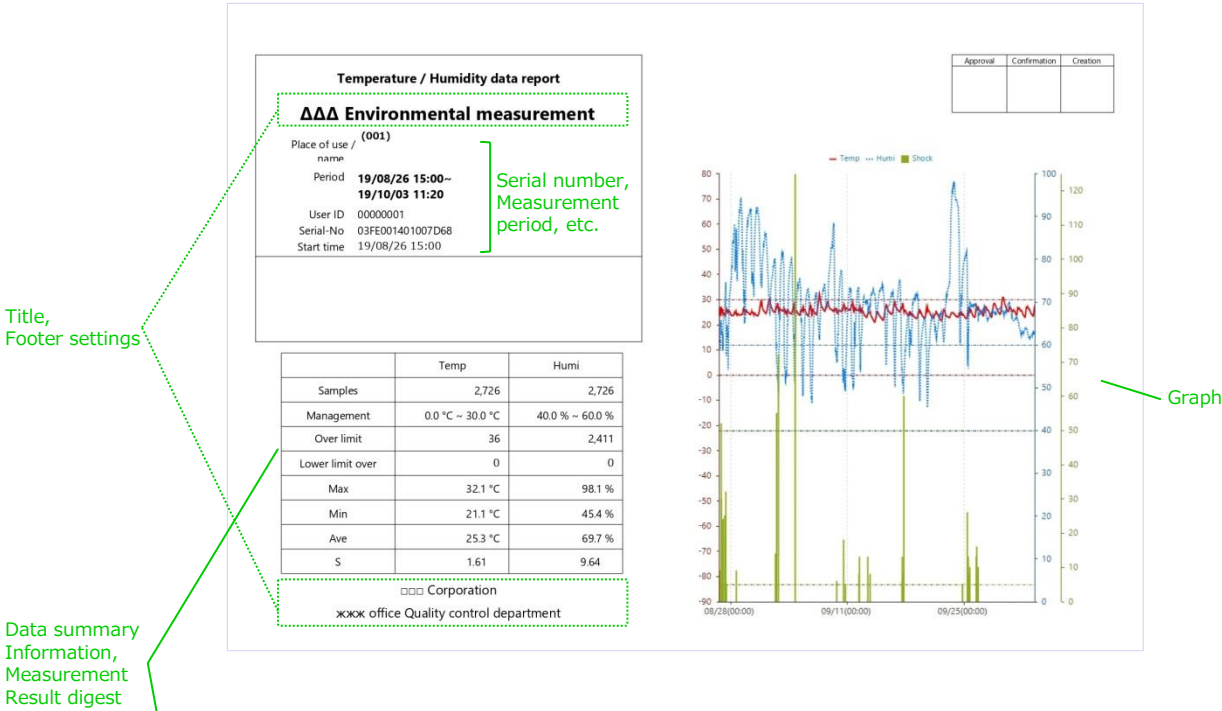 Temperature / Humidity data report
ΔΔΔ Environmental measurement
Place of use / name (001)
Period 19/08/26 15:00~
19/10/03 11:20
User ID 00000001
Serial-No 03FE001401007D68
Start time 19/08/26 15:00
Serial number,
Measurement
period, etc.
Title,
Footer settings
Temp Humi
Samples 2,726 2,726
Management 0.0 °C ~ 30.0 °C 40.0 % ~ 60.0 %
Over limit 36 2,411
Lower limit over 0 0
Max 32.1 °C 98.1 %
Min 21.1 °C 45.4 %
Ave 25.3 °C 69.7 %
S 1.61 9.64
□□□ Corporation
жжж office Quality control department
Data summary
Information,
Measurement
Result digest
Approval Confirmation Creation
Temp Humi Shock
80
70
60
50
40
30
20
10
0
-10
-20
-30
-40
-50
-60
-70
-80
-90
100
90
80
70
60
50
40
30
20
10
0
120
110
100
90
80
70
60
50
40
30
20
10
0
08/28(00:00) 09/11(00:00) 09/25(00:00)
Graph